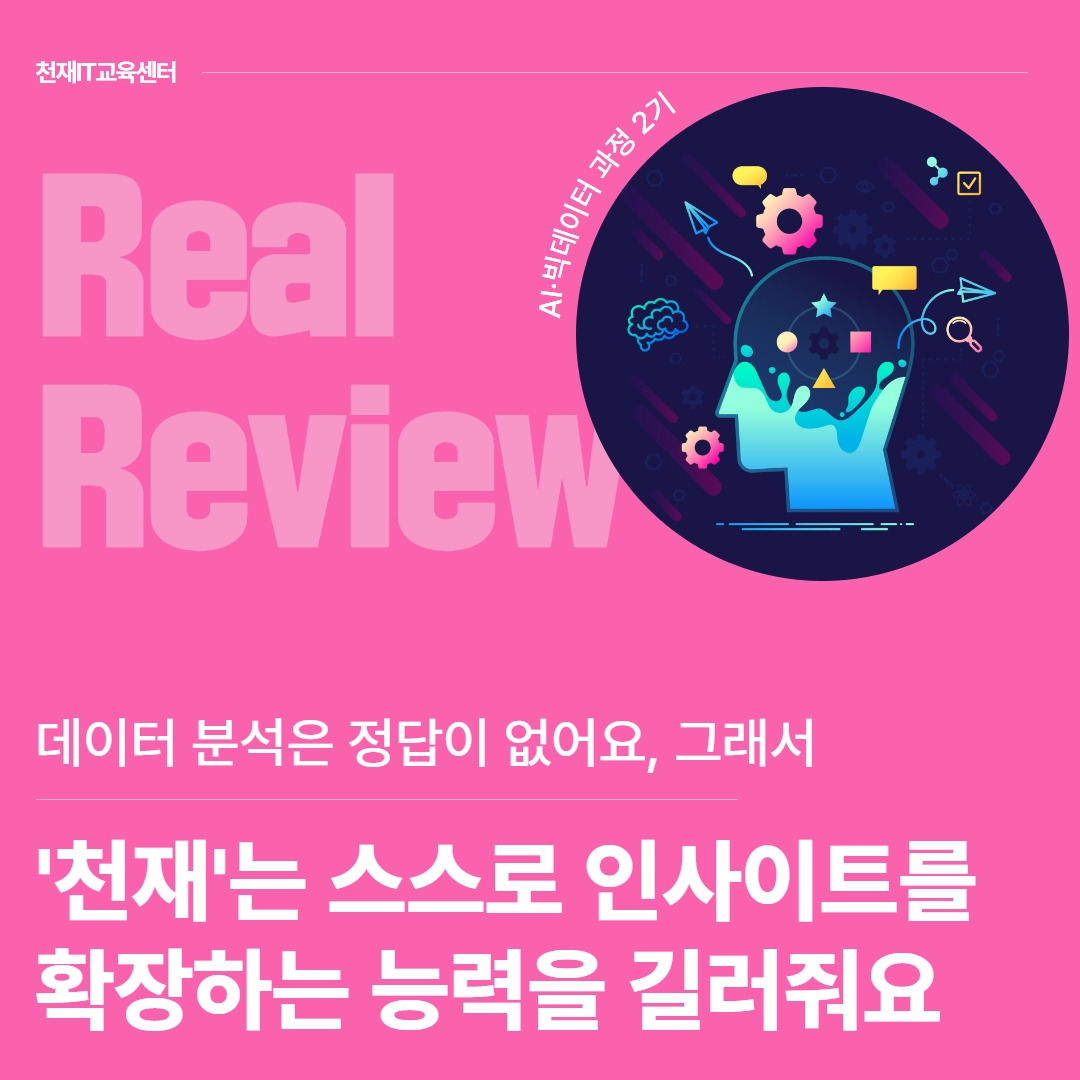 천재IT교육센터
AI·빅데이터 과정 2기
Real
Review
데이터 분석은 정답이 없어요, 그래서
'천재'는 스스로 인사이트를
확장하는 능력을 길러줘요